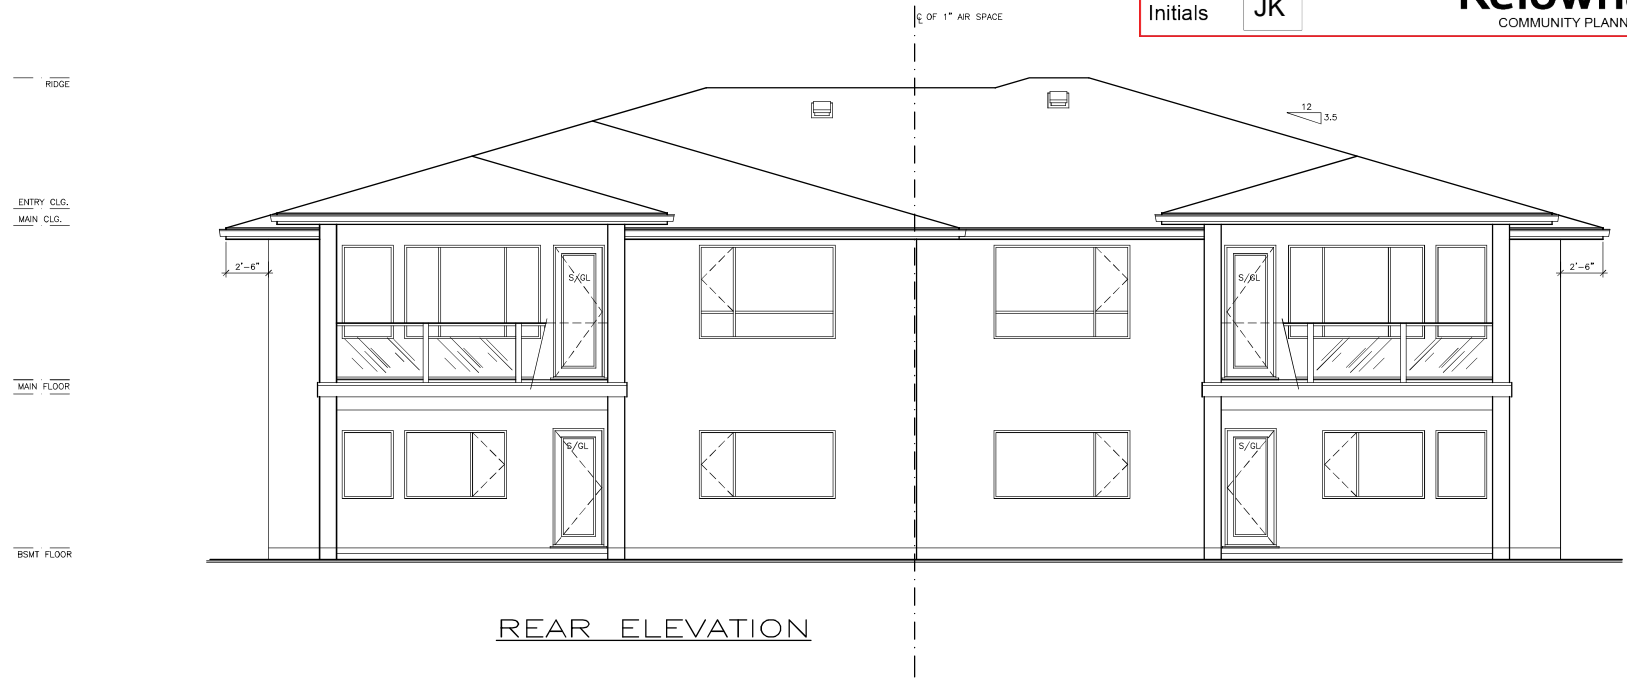 Initials JK
COMMUNITY PLANN
℄ OF 1" AIR SPACE
RIDGE
12
3.5
ENTRY CLG.
MAIN CLG.
2'-6" 2'-6"
S/GL S/GL
MAIN FLOOR
S/GL S/GL
BSMT FLOOR
REAR ELEVATION